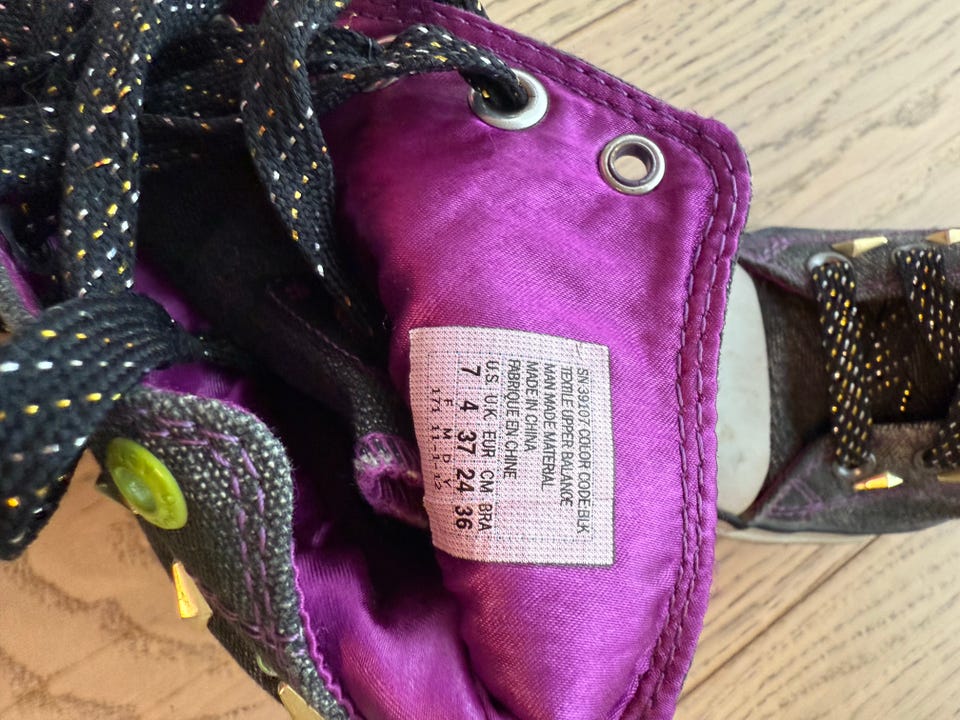 SN 39207 COLOR CODE:BLK
TEXTILE UPPER BALANCE
MAN MADE MATERIAL
MADE IN CHINA
FABRIQUE EN CHINE
U.S U.K EUR CM BRA
7 4 37 24 36
F M D Y